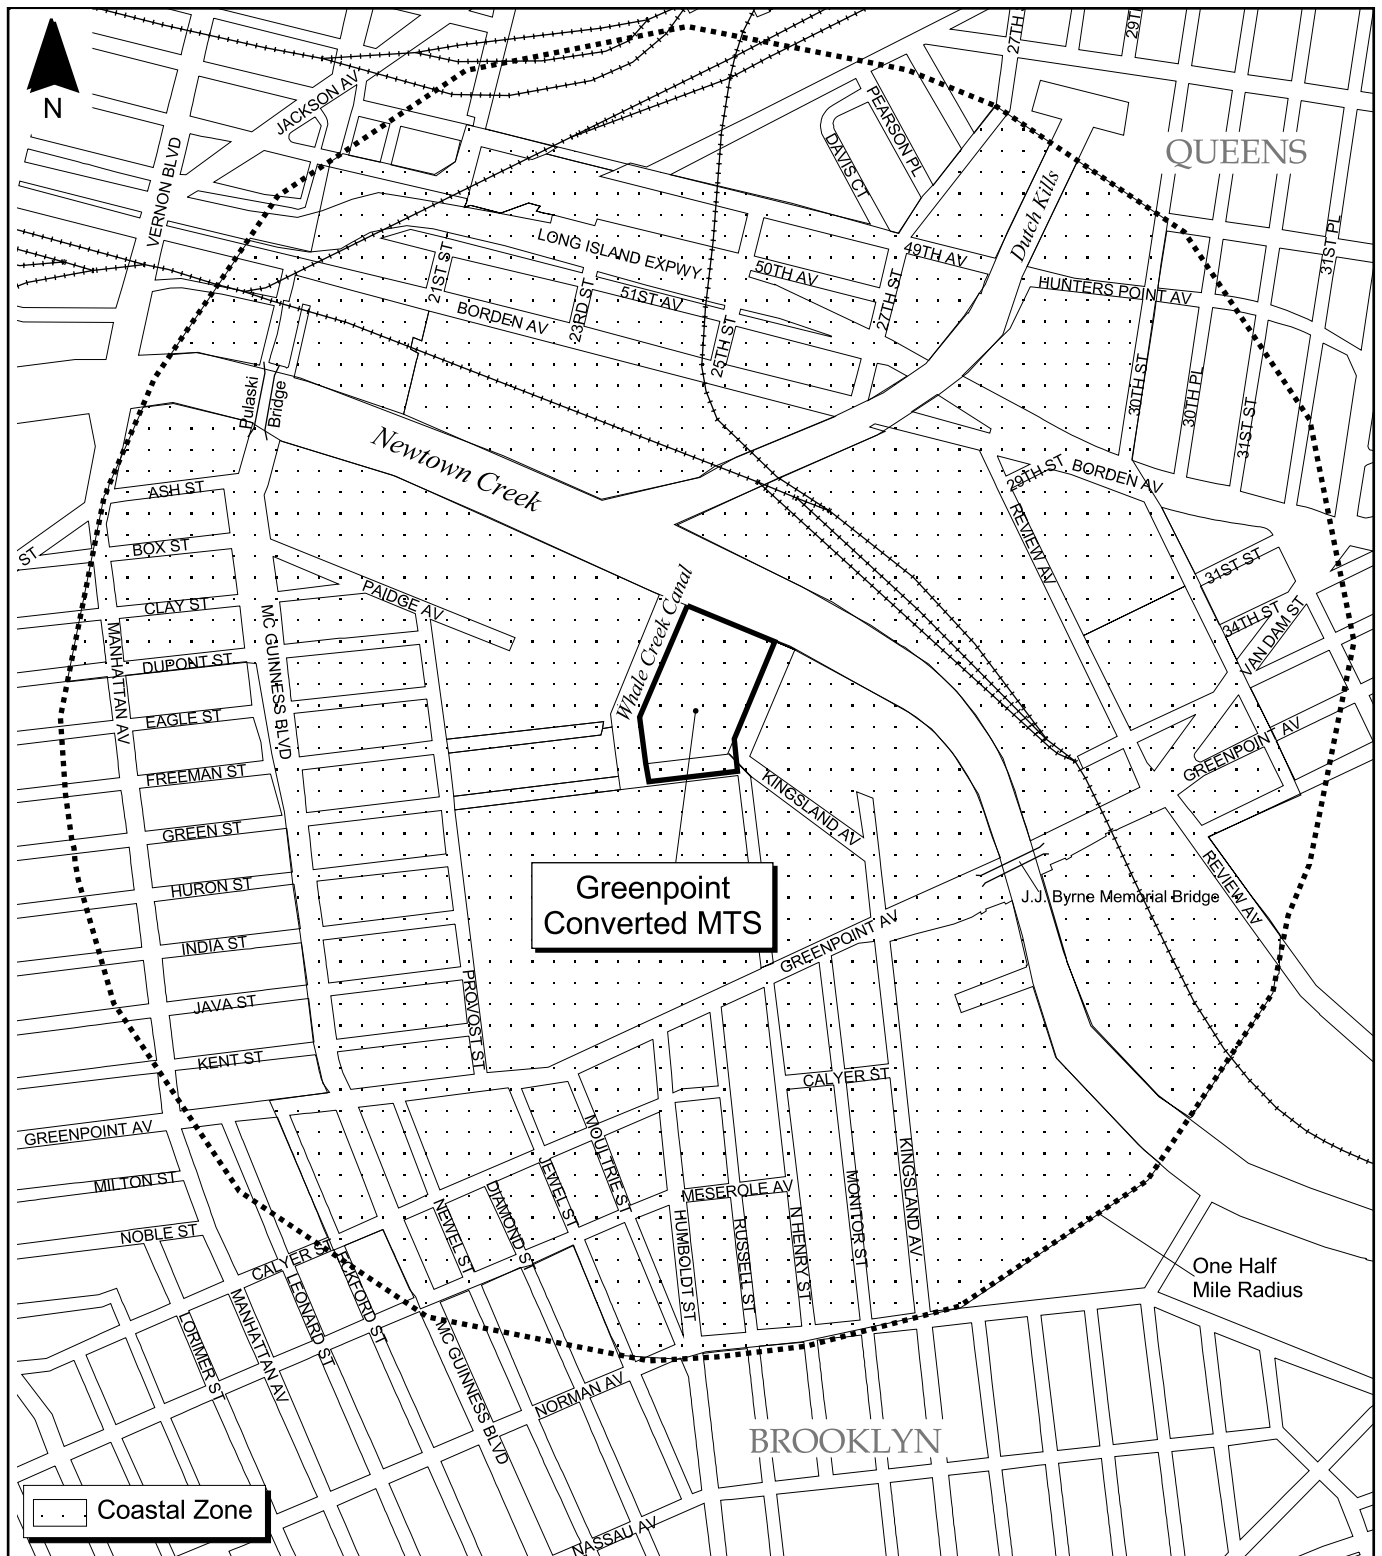 N
JACKSON AV
VERNON BLVD
27TH
29TH
PEARSON PL
DAVIS CT
QUEENS
Dutch Kills
31ST PL
LONG ISLAND EXPWY
49TH AV
50TH AV
21ST ST
23RD ST
51ST AV
27TH ST
HUNTERS POINT AV
BORDEN AV
25TH ST
30TH ST
30TH PL
31ST ST
Pulaski
Bridge
Newtown Creek
ASH ST
29TH ST
BORDEN AV
REVIEW AV
ST
BOX ST
31ST ST
PAIDGE AV
CLAY ST
Whale Creek Canal
34TH ST
VAN DAM ST
MANHATTAN AV
MC GUINNESS BLVD
DUPONT ST
EAGLE ST
GREENPOINT AV
FREEMAN ST
KINGSLAND AV
GREEN ST
HURON ST
Greenpoint
Converted MTS
REVIEW AV
J.J. Byrne Memorial Bridge
GREENPOINT AV
INDIA ST
PROVOST ST
JAVA ST
KENT ST
CALYER ST
GREENPOINT AV
MOULTRIE ST
KINGSLAND AV
MILTON ST
JEWEL ST
DIAMOND ST
MESEROLE AV
MONITOR ST
NEWEL ST
HUMBOLDT ST
RUSSELL ST
N HENRY ST
NOBLE ST
CALYER ST
ECKFORD ST
LEONARD ST
One Half
Mile Radius
MANHATTAN AV
LORIMER ST
MC GUINNESS BLVD
NORMAN AV
BROOKLYN
Coastal Zone
NASSAU AV